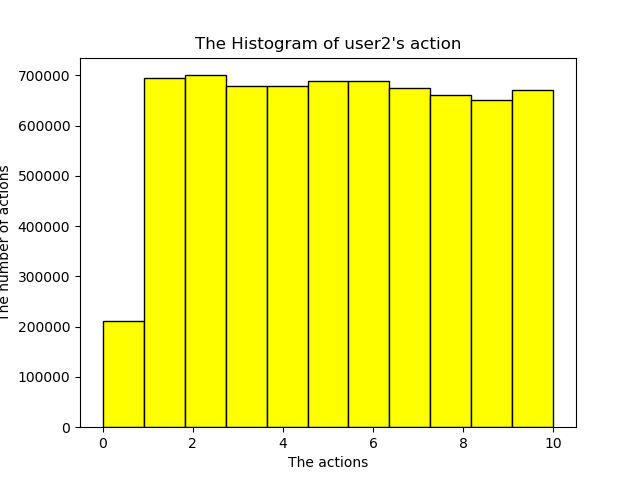 The Histogram of user2's action
700000
600000
500000
400000
300000
200000
100000
0
The number of actions
0 2 4 6 8 10
The actions